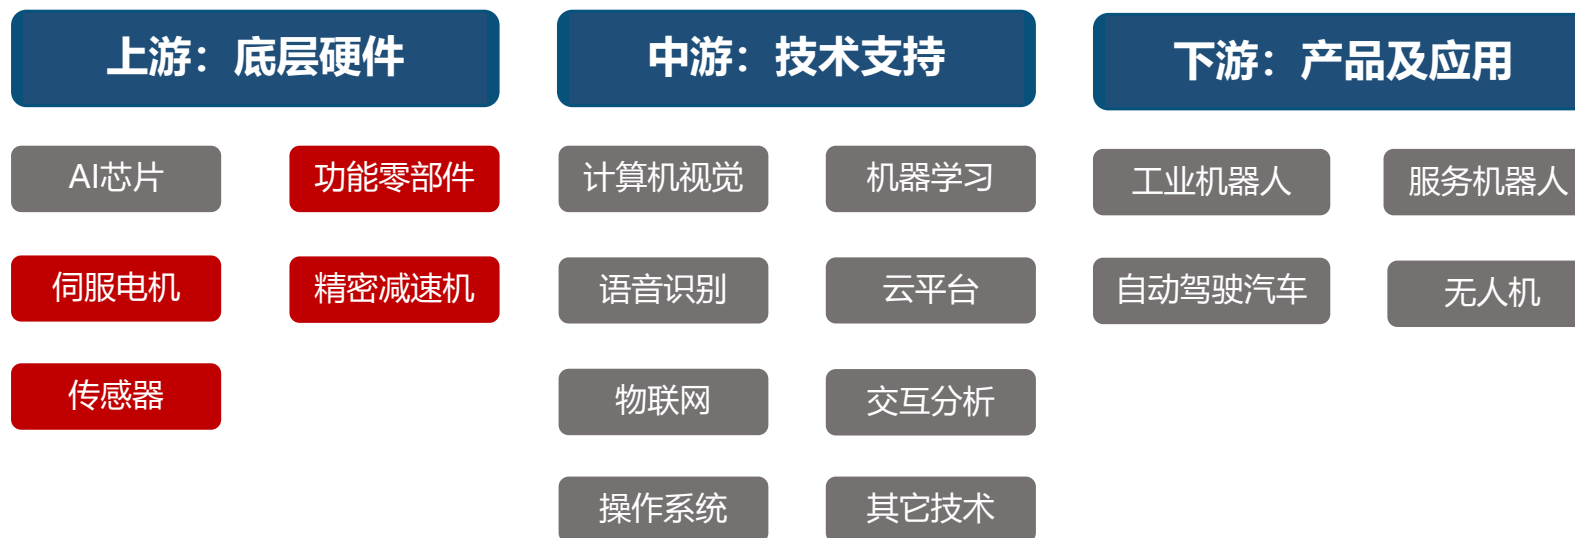 上游：底层硬件
中游：技术支持
下游：产品及应用
AI芯片
功能零部件
计算机视觉
机器学习
工业机器人
服务机器人
伺服电机
精密减速机
语音识别
云平台
自动驾驶汽车
无人机
传感器
物联网
交互分析
操作系统
其它技术